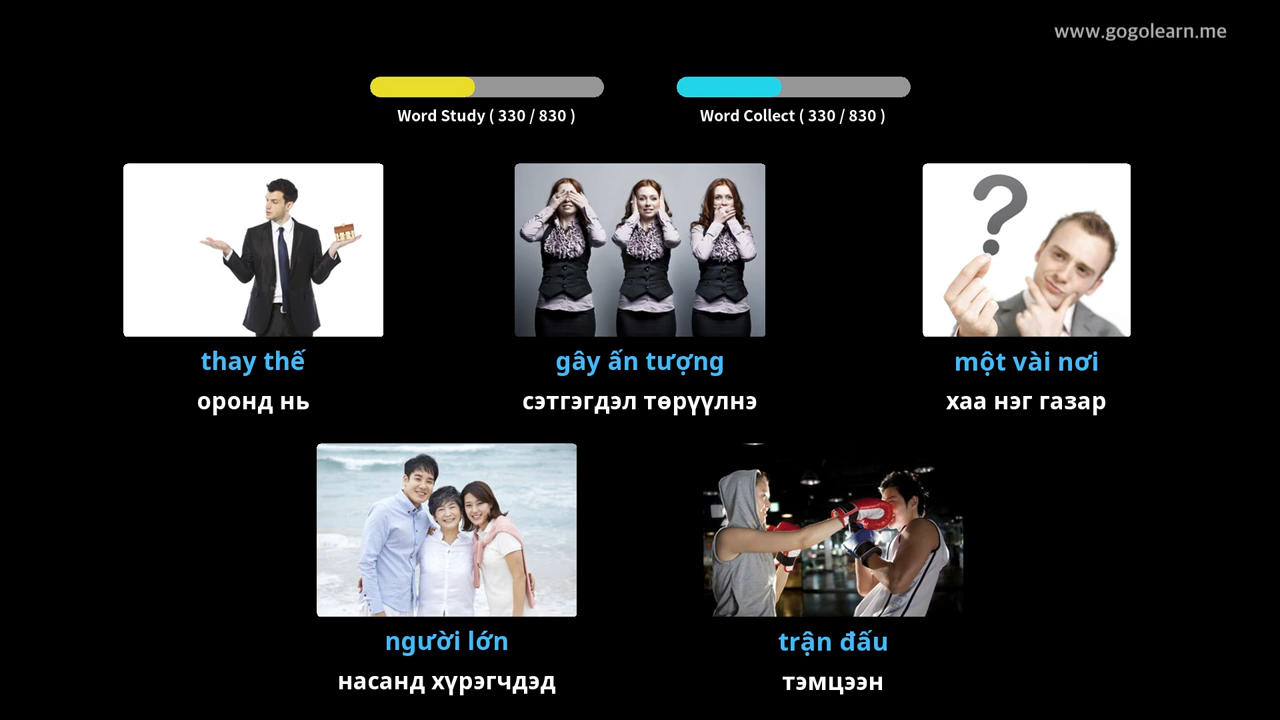 www.gogolearn.me
Word Study ( 330 / 830 )
Word Collect ( 330 / 830 )
thay thế
оронд нь
gây ấn tượng
сэтгэгдэл төрүүлнэ
một vài nơi
хаа нэг газар
người lớn
насанд хүрэгчдэд
trận đấu
тэмцээн